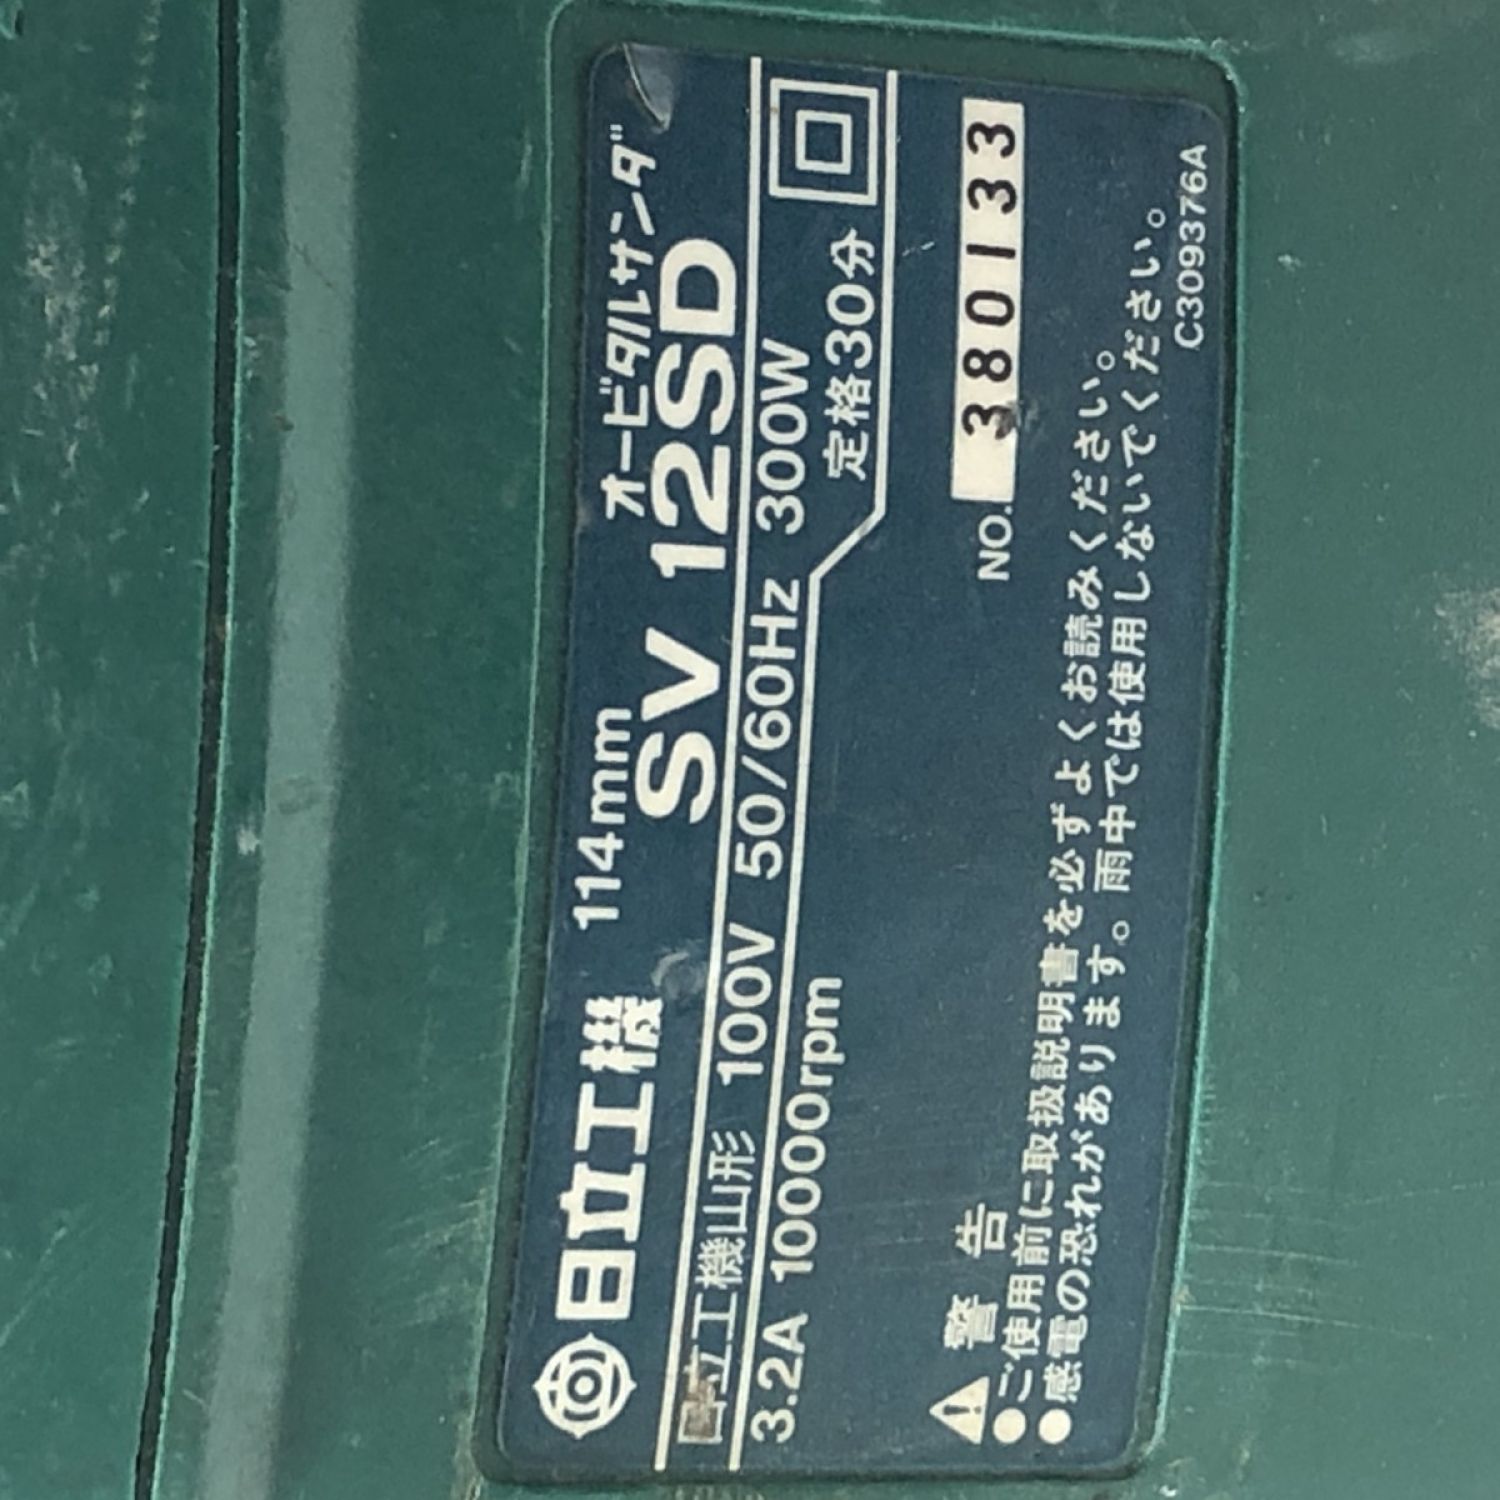 日立工機 114mm オービタルサンダ
SV 12SD
日立工機山形 100V 50/60Hz 300W
3.2A 10000rpm 定格30分
NO. 380133
警告
●ご使用前に取扱説明書を必ずよくお読みください。
●感電の恐れがあります。雨中では使用しないでください。
C309376A